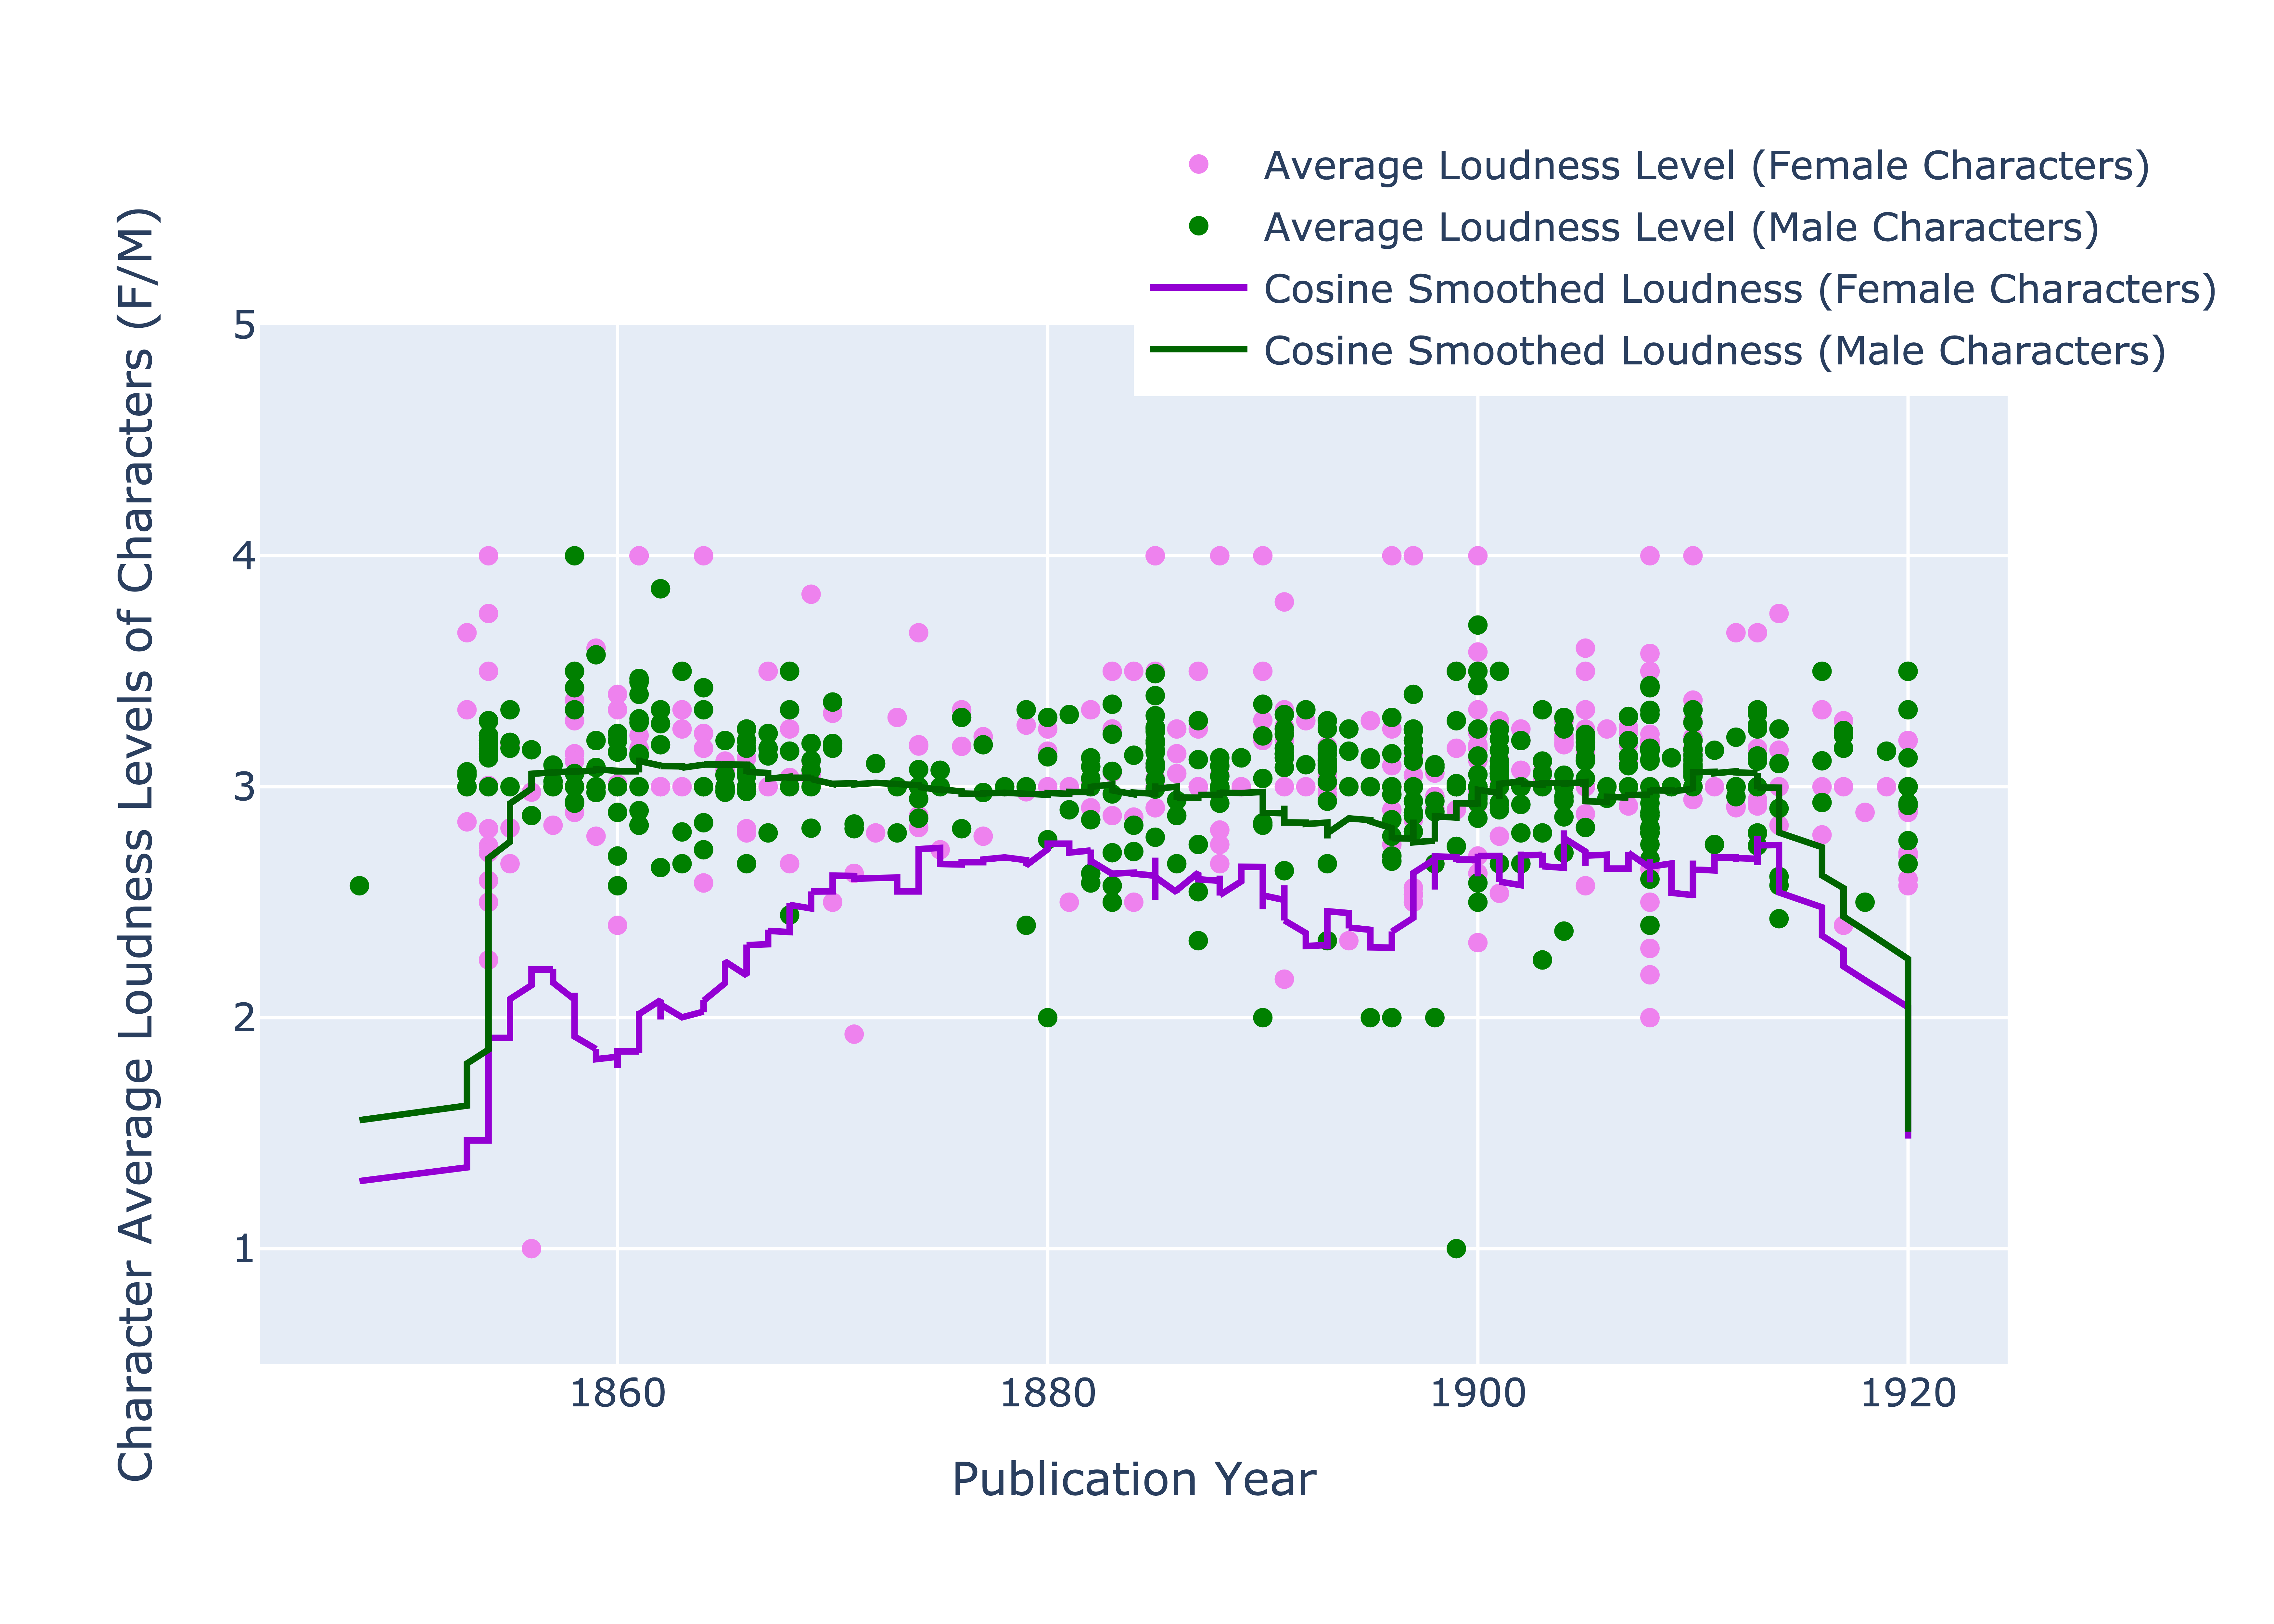 Average Loudness Level (Female Characters)
Average Loudness Level (Male Characters)
Cosine Smoothed Loudness (Female Characters)
Cosine Smoothed Loudness (Male Characters)
Character Average Loudness Levels of Characters (F/M)
5
4
3
2
1
1860
1880
1900
1920
Publication Year